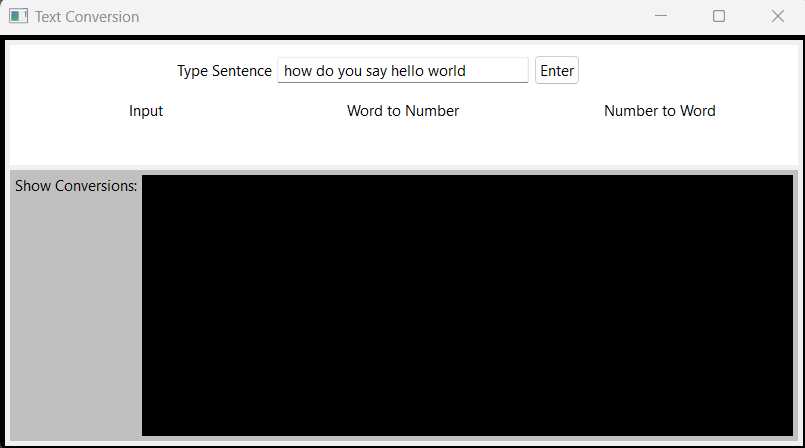 Text Conversion
Type Sentence how do you say hello world Enter
Input Word to Number Number to Word
Show Conversions: